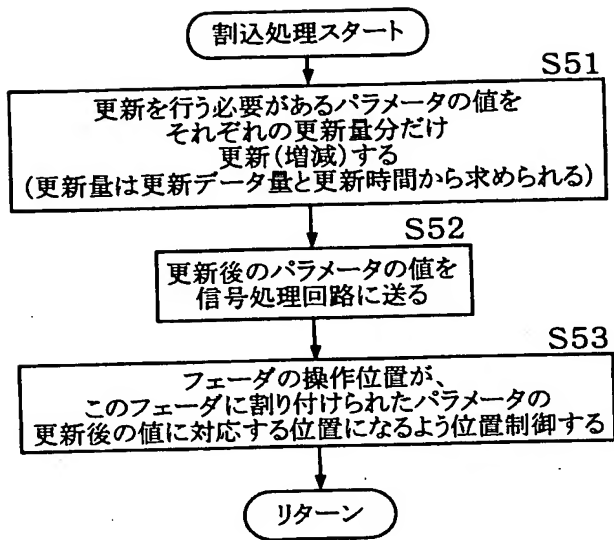 割込処理スタート
S51
更新を行う必要があるパラメータの値を
それぞれの更新量分だけ
更新(増減)する
(更新量は更新データ量と更新時間から求められる)
S52
更新後のパラメータの値を
信号処理回路に送る
S53
フェーダの操作位置が、
このフェーダに割り付けられたパラメータの
更新後の値に対応する位置になるよう位置制御する
リターン